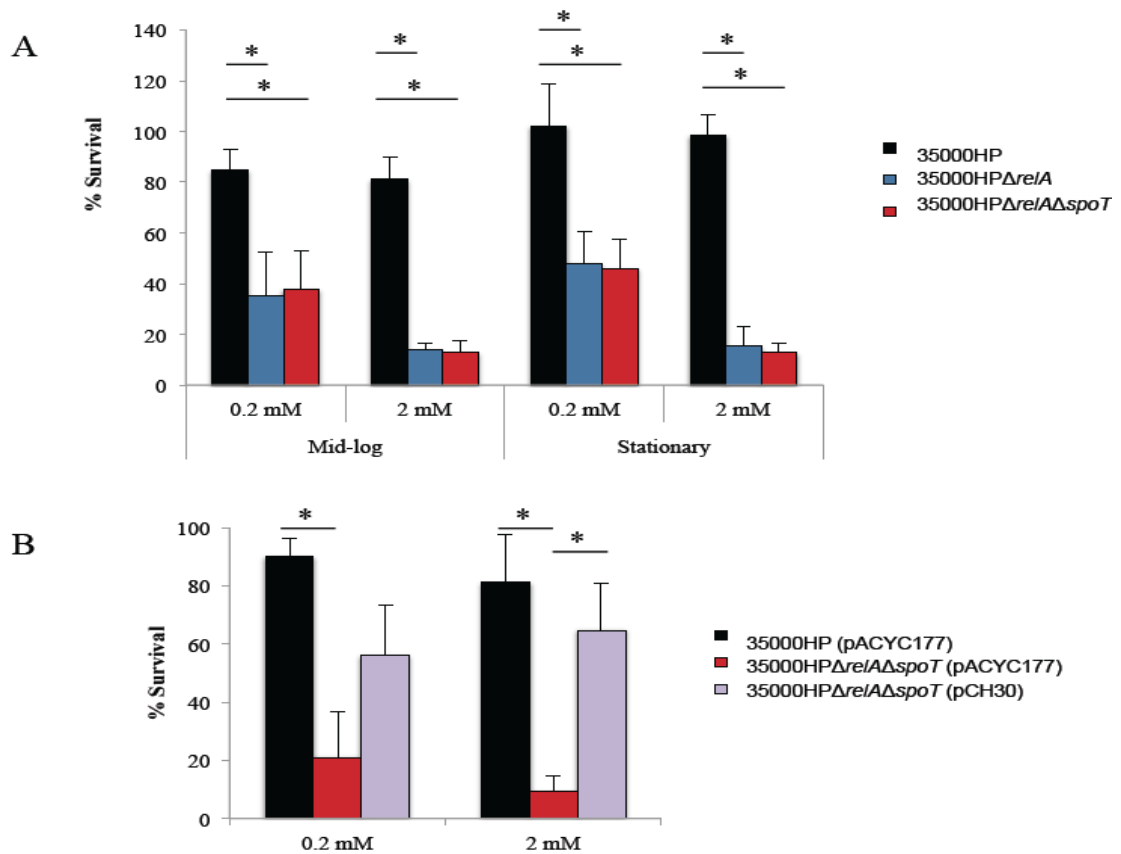 A
% Survival
140
120
100
80
60
40
20
0
* * * *
* * * *
0.2 mM 2 mM 0.2 mM 2 mM
Mid-log Stationary
35000HP
35000HPΔrelA
35000HPΔrelAΔspoT
B
% Survival
100
80
60
40
20
0
* *
*
0.2 mM 2 mM
35000HP (pACYC177)
35000HPΔrelAΔspoT (pACYC177)
35000HPΔrelAΔspoT (pCH30)